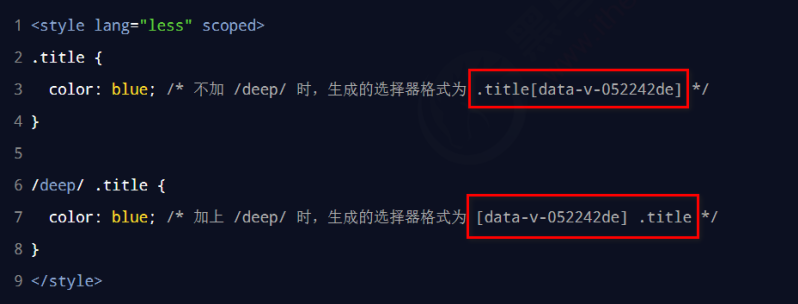 1 <style lang="less" scoped>
2 .title {
3   color: blue; /* 不加 /deep/ 时，生成的选择器格式为 .title[data-v-052242de] */
4 }
5
6 /deep/ .title {
7   color: blue; /* 加上 /deep/ 时，生成的选择器格式为 [data-v-052242de] .title */
8 }
9 </style>